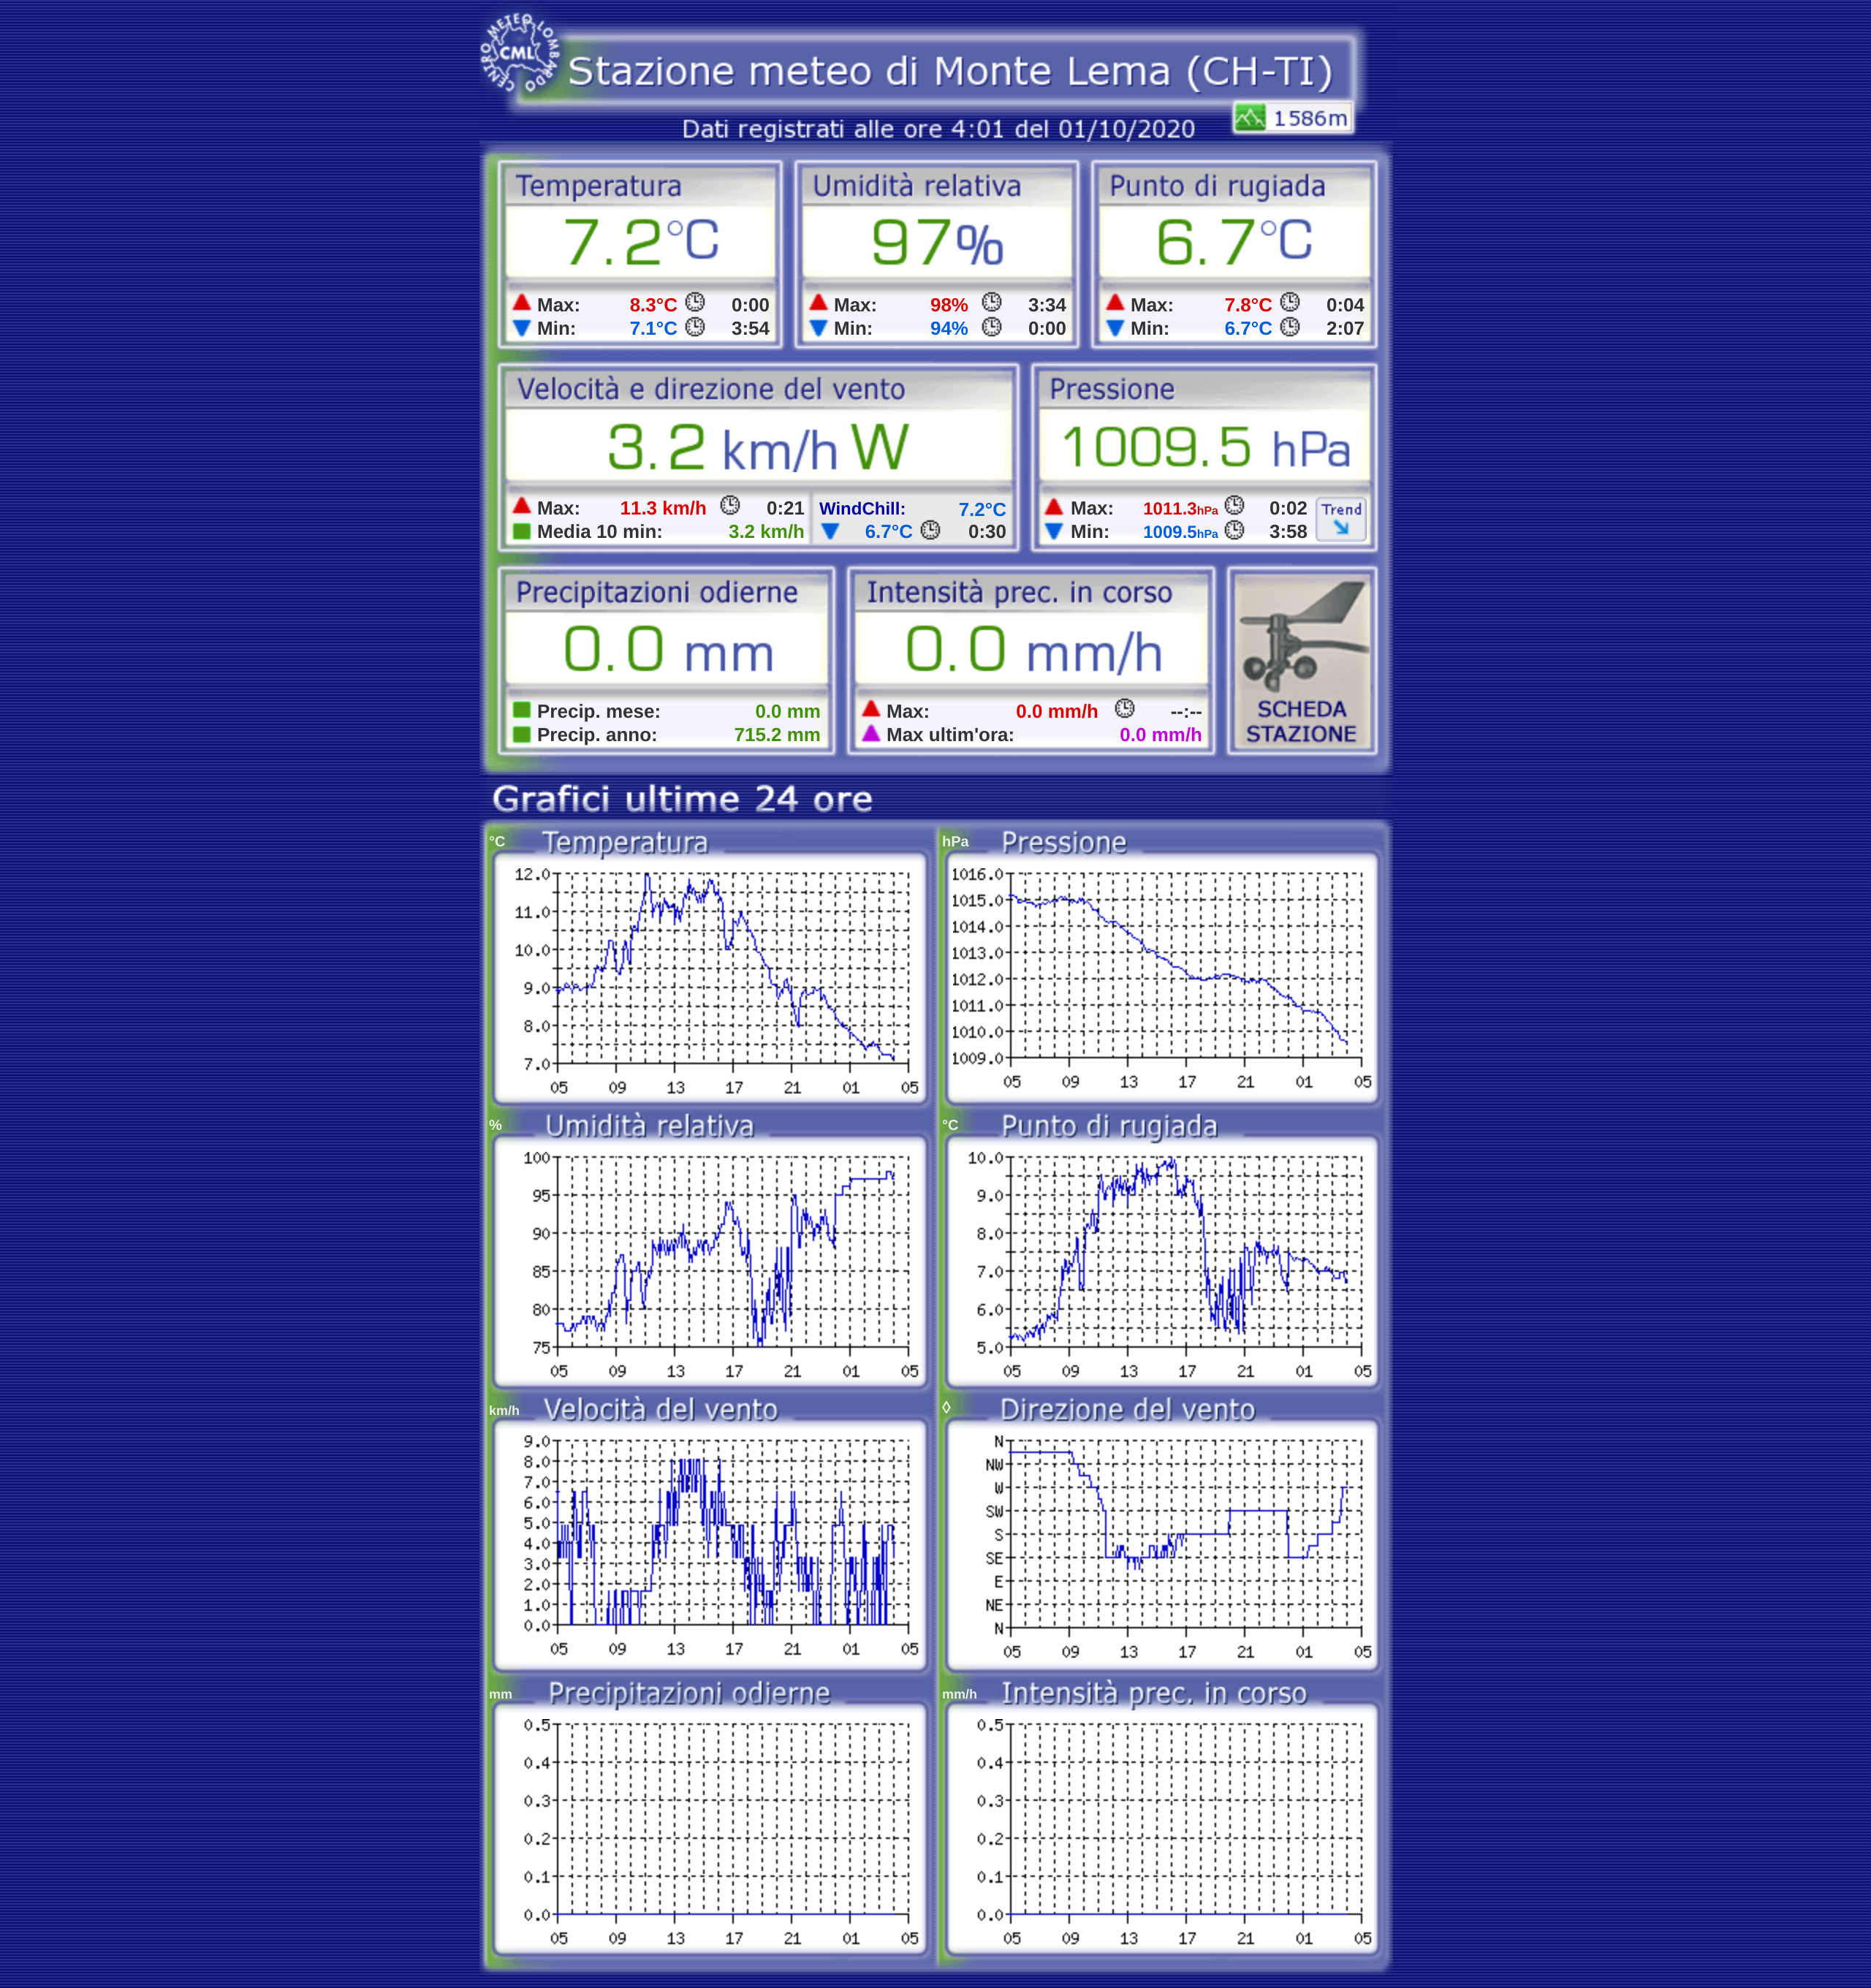 CENTRO METEO LOMBARDO
CML
Stazione meteo di Monte Lema (CH-TI)
1586m
Dati registrati alle ore 4:01 del 01/10/2020
Temperatura
7.2°C
Max: 8.3°C 0:00
Min: 7.1°C 3:54
Umidità relativa
97%
Max: 98% 3:34
Min: 94% 0:00
Punto di rugiada
6.7°C
Max: 7.8°C 0:04
Min: 6.7°C 2:07
Velocità e direzione del vento
3.2 km/h W
Max: 11.3 km/h 0:21
Media 10 min: 3.2 km/h
WindChill: 7.2°C
6.7°C 0:30
Pressione
1009.5 hPa
Max: 1011.3hPa 0:02
Min: 1009.5hPa 3:58
Trend
Precipitazioni odierne
0.0 mm
Precip. mese: 0.0 mm
Precip. anno: 715.2 mm
Intensità prec. in corso
0.0 mm/h
Max: 0.0 mm/h --:--
Max ultim'ora: 0.0 mm/h
SCHEDA
STAZIONE
Grafici ultime 24 ore
°C Temperatura
12.0
11.0
10.0
9.0
8.0
7.0
05 09 13 17 21 01 05
hPa Pressione
1016.0
1015.0
1014.0
1013.0
1012.0
1011.0
1010.0
1009.0
05 09 13 17 21 01 05
% Umidità relativa
100
95
90
85
80
75
05 09 13 17 21 01 05
°C Punto di rugiada
10.0
9.0
8.0
7.0
6.0
5.0
05 09 13 17 21 01 05
km/h Velocità del vento
9.0
8.0
7.0
6.0
5.0
4.0
3.0
2.0
1.0
0.0
05 09 13 17 21 01 05
◊ Direzione del vento
N
NW
W
SW
S
SE
E
NE
N
05 09 13 17 21 01 05
mm Precipitazioni odierne
0.5
0.4
0.3
0.2
0.1
0.0
05 09 13 17 21 01 05
mm/h Intensità prec. in corso
0.5
0.4
0.3
0.2
0.1
0.0
05 09 13 17 21 01 05